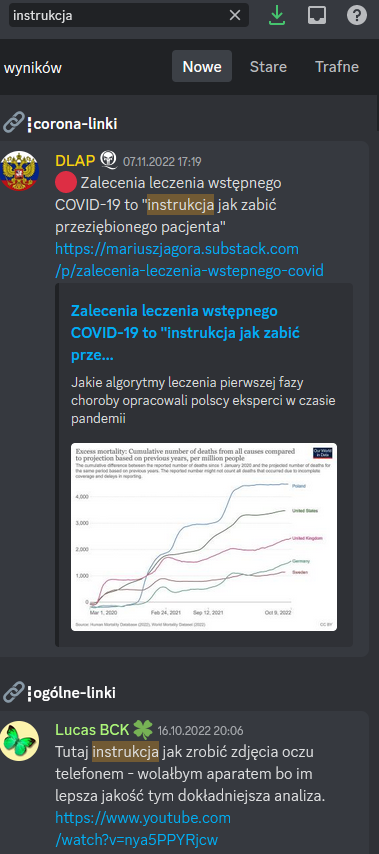 instrukcja
wyników
Nowe
Stare
Trafne
corona-linki
DLAP 07.11.2022 17:19
Zalecenia leczenia wstępnego
COVID-19 to "instrukcja jak zabić
przeziębionego pacjenta"
https://mariuszjagora.substack.com
/p/zalecenia-leczenia-wstepnego-covid
Zalecenia leczenia wstępnego
COVID-19 to "instrukcja jak zabić
prze...
Jakie algorytmy leczenia pierwszej fazy
choroby opracowali polscy eksperci w czasie
pandemii
Excess mortality: Cumulative number of deaths from all causes compared
to projection based on previous years, per million people
Our World
in Data
The cumulative difference between the reported number of deaths since 1 January 2020 and the projected number of deaths for
the same period based on previous years. The reported number might not count all deaths that occurred due to incomplete
coverage and delays in reporting.
Poland
4,000
United States
3,000
United Kingdom
2,000
Germany
1,000
Sweden
0
Mar 1, 2020
Feb 24, 2021
Sep 12, 2021
Oct 9, 2022
Source: Human Mortality Database (2022), World Mortality Dataset (2022)
CC BY
ogólne-linki
Lucas BCK 16.10.2022 20:06
Tutaj instrukcja jak zrobić zdjęcia oczu
telefonem - wolałbym aparatem bo im
lepsza jakość tym dokładniejsza analiza.
https://www.youtube.com
/watch?v=nya5PPYRjcw